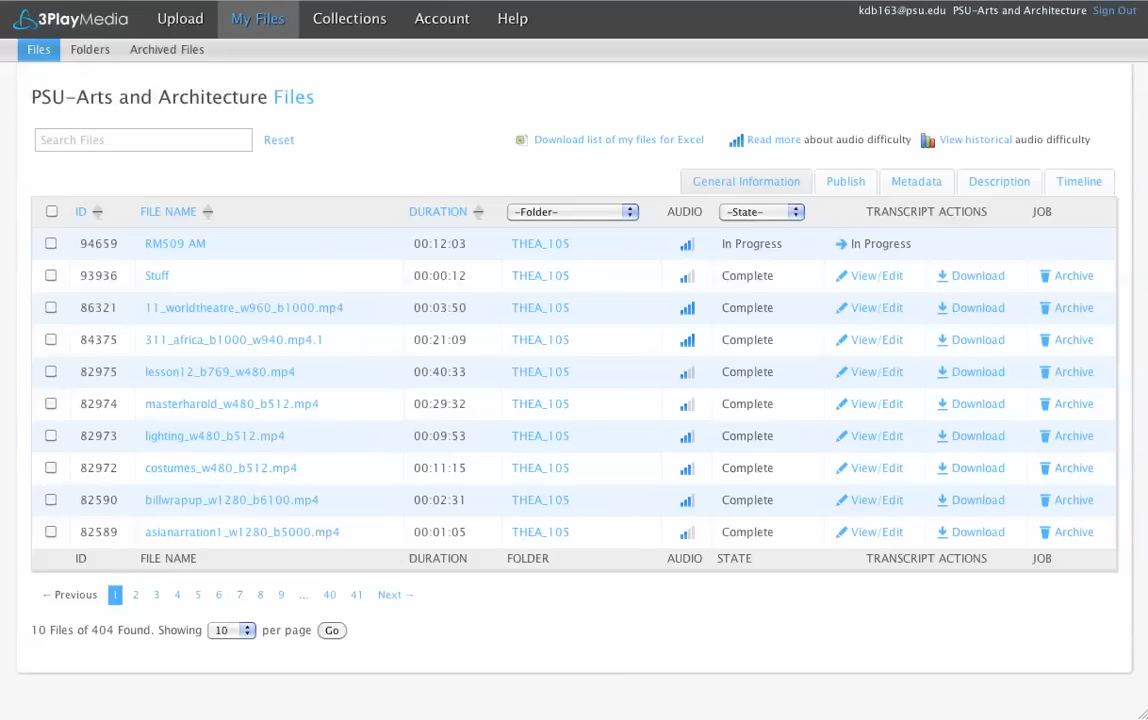 3PlayMedia Upload My Files Collections Account Help kdb163@psu.edu PSU-Arts and Architecture Sign Out
Files Folders Archived Files
PSU-Arts and Architecture Files
Search Files Reset Download list of my files for Excel Read more about audio difficulty View historical audio difficulty
General Information Publish Metadata Description Timeline
ID FILE NAME DURATION -Folder- AUDIO -State- TRANSCRIPT ACTIONS JOB
94659 RMS09 AM 00:12:03 THEA_105 In Progress In Progress
93936 Stuff 00:00:12 THEA_105 Complete View/Edit Download Archive
86321 11_worldtheatre_w960_b1000.mp4 00:03:50 THEA_105 Complete View/Edit Download Archive
84375 311_africa_b1000_w940.mp4.1 00:21:09 THEA_105 Complete View/Edit Download Archive
82975 lesson12_b769_w480.mp4 00:40:33 THEA_105 Complete View/Edit Download Archive
82974 masterharold_w480_b512.mp4 00:29:32 THEA_105 Complete View/Edit Download Archive
82973 lighting_w480_b512.mp4 00:09:53 THEA_105 Complete View/Edit Download Archive
82972 costumes_w480_b512.mp4 00:11:15 THEA_105 Complete View/Edit Download Archive
82590 billwrapup_w1280_b6100.mp4 00:02:31 THEA_105 Complete View/Edit Download Archive
82589 asianarration1_w1280_b5000.mp4 00:01:05 THEA_105 Complete View/Edit Download Archive
ID FILE NAME DURATION FOLDER AUDIO STATE TRANSCRIPT ACTIONS JOB
← Previous 1 2 3 4 5 6 7 8 9 ... 40 41 Next →
10 Files of 404 Found. Showing 10 per page Go